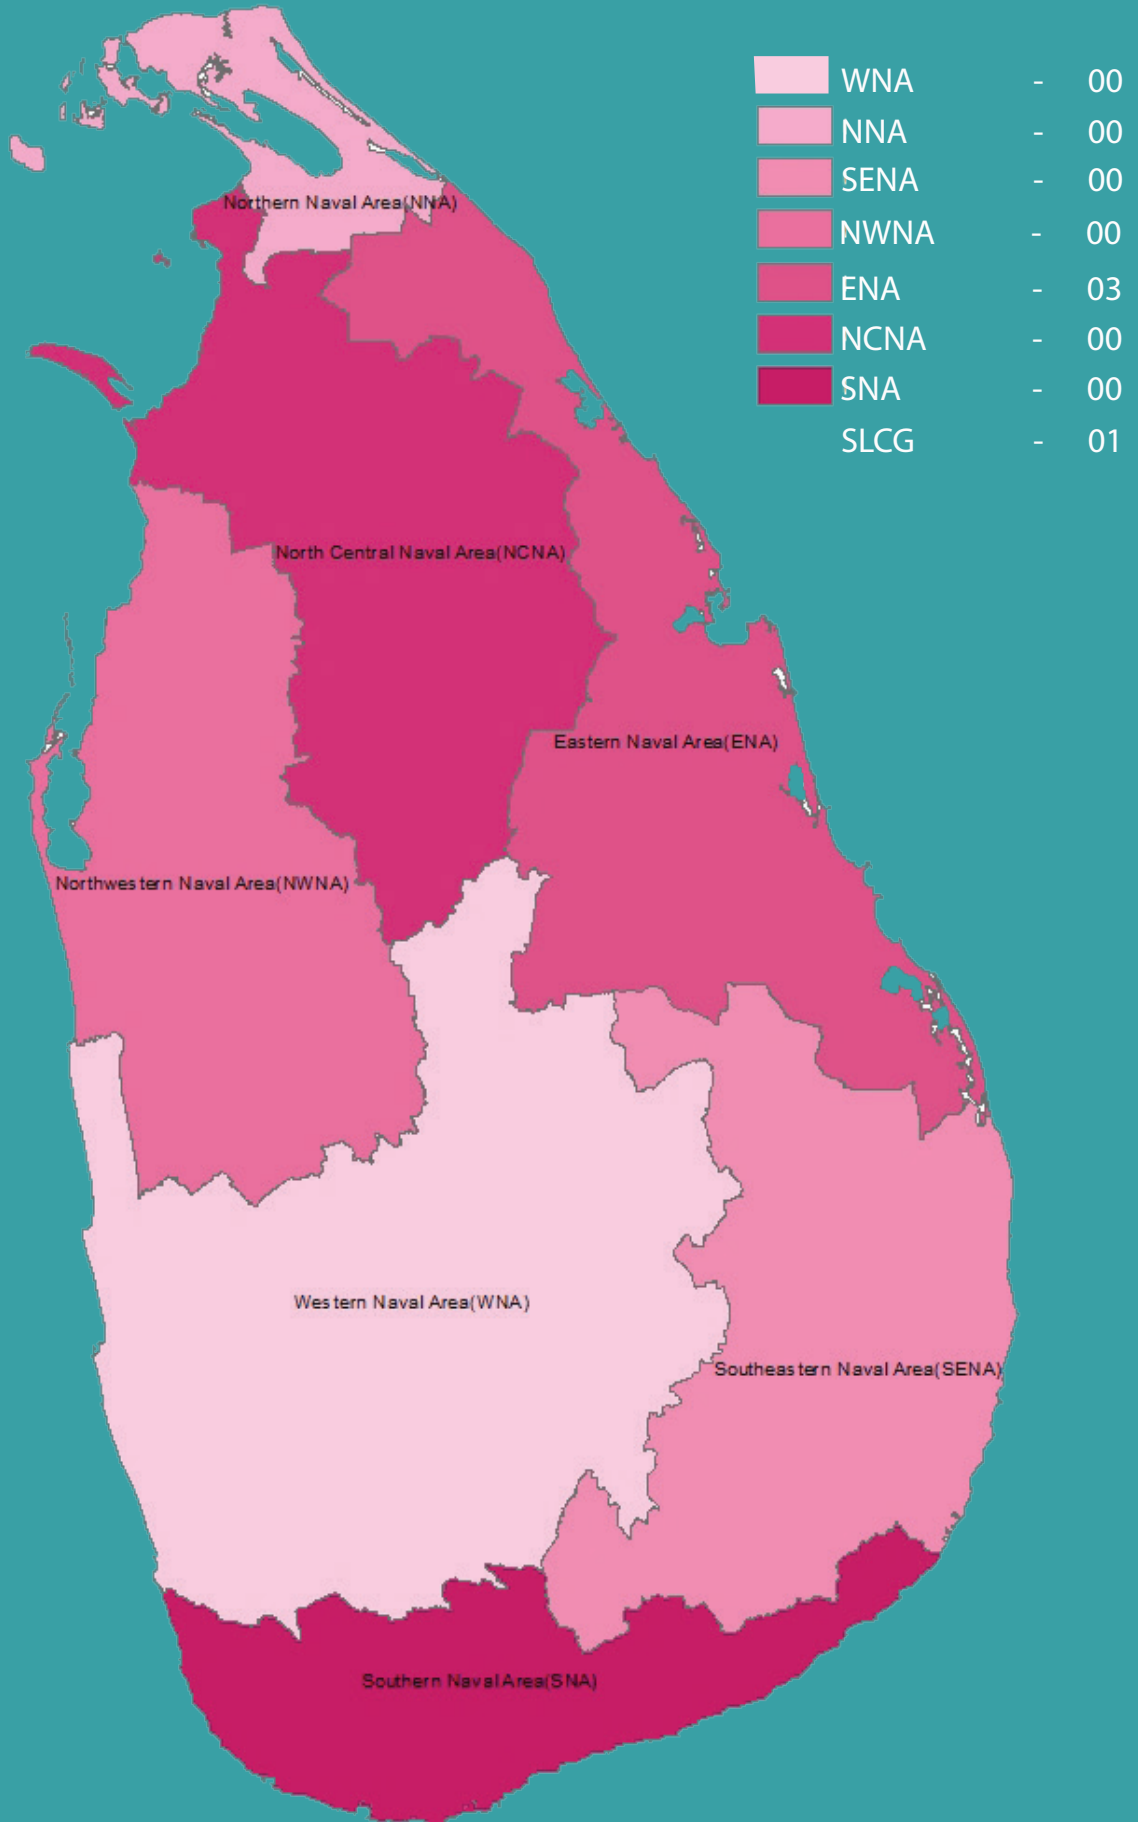 WNA - 00
NNA - 00
SENA - 00
NWNA - 00
ENA - 03
NCNA - 00
SNA - 00
SLCG - 01
Northern Naval Area(NNA)
North Central Naval Area(NCNA)
Eastern Naval Area(ENA)
Northwestern Naval Area(NWNA)
Western Naval Area(WNA)
Southeastern Naval Area(SENA)
Southern Naval Area(SNA)